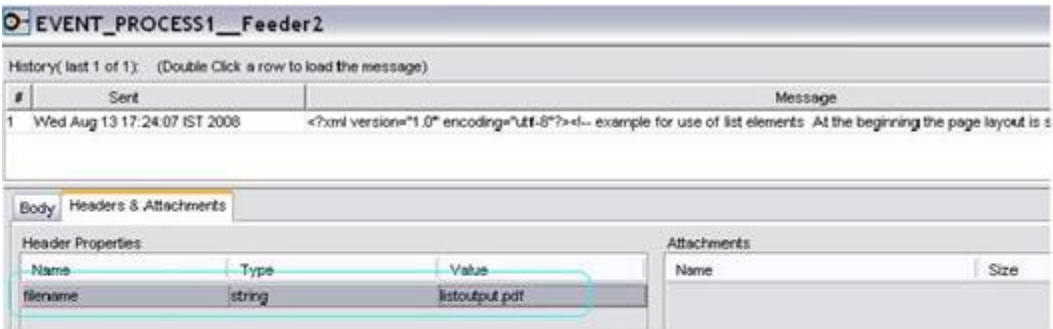 EVENT_PROCESS1__Feeder2
History( last 1 of 1): (Double Click a row to load the message)
# Sent Message
1 Wed Aug 13 17:24:07 IST 2008 <?xml version="1.0" encoding="utf-8"?><!-- example for use of list elements At the beginning the page layout is s
Body Headers & Attachments
Header Properties Attachments
Name Type Value Name Size
filename string listoutput.pdf